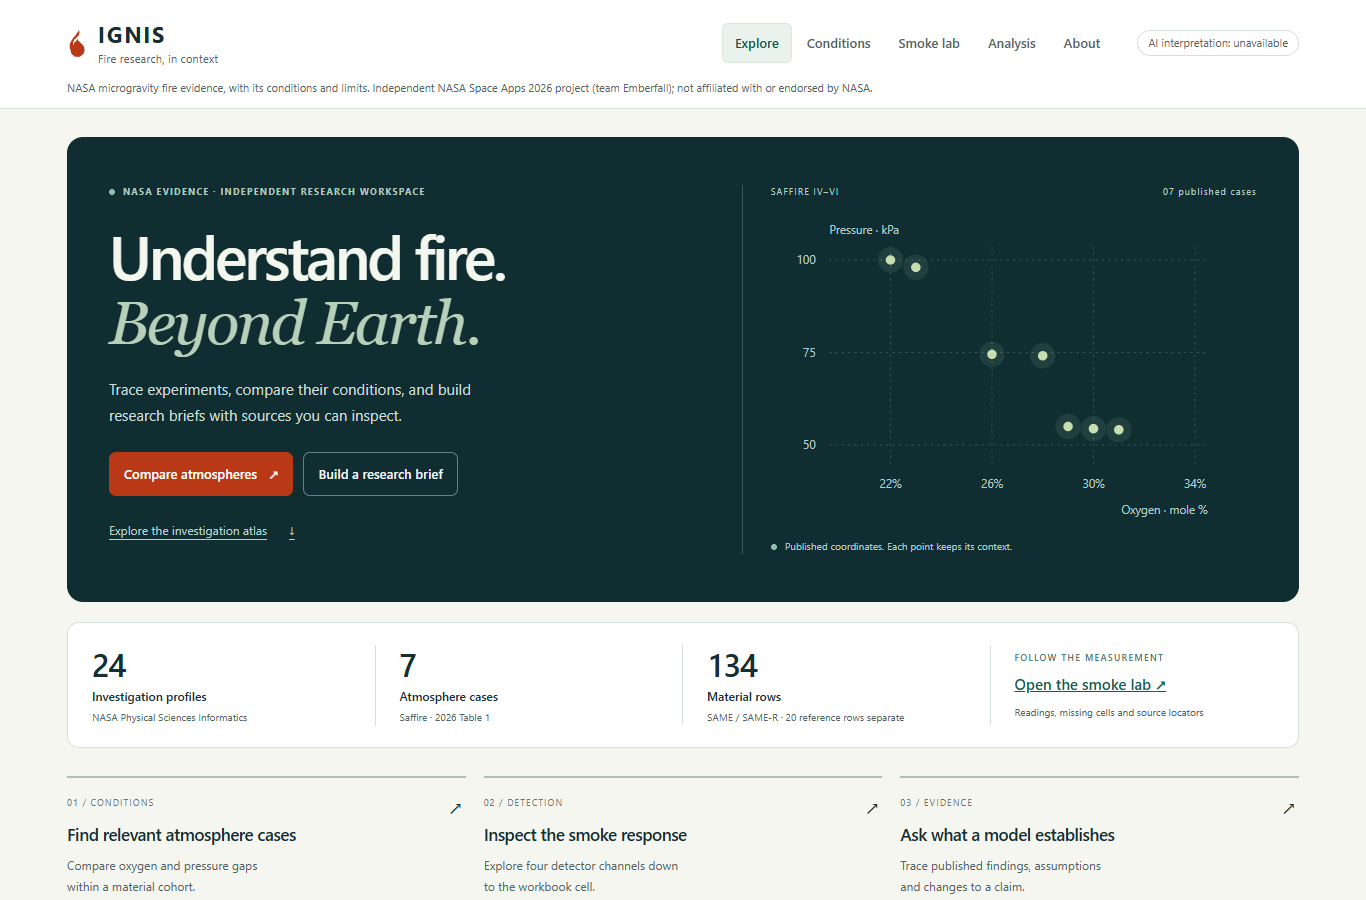 IGNIS
Fire research, in context
Explore
Conditions
Smoke lab
Analysis
About
AI interpretation: unavailable
NASA microgravity fire evidence, with its conditions and limits. Independent NASA Space Apps 2026 project (team Emberfall); not affiliated with or endorsed by NASA.
NASA EVIDENCE · INDEPENDENT RESEARCH WORKSPACE
Understand fire.
Beyond Earth.
Trace experiments, compare their conditions, and build
research briefs with sources you can inspect.
Compare atmospheres ↗
Build a research brief
Explore the investigation atlas ↓
SAFFIRE IV–VI
07 published cases
Pressure · kPa
100
75
50
22%
26%
30%
34%
Oxygen · mole %
Published coordinates. Each point keeps its context.
24
Investigation profiles
NASA Physical Sciences Informatics
7
Atmosphere cases
Saffire · 2026 Table 1
134
Material rows
SAME / SAME-R · 20 reference rows separate
FOLLOW THE MEASUREMENT
Open the smoke lab ↗
Readings, missing cells and source locators
01 / CONDITIONS
↗
Find relevant atmosphere cases
Compare oxygen and pressure gaps
within a material cohort.
02 / DETECTION
↗
Inspect the smoke response
Explore four detector channels down
to the workbook cell.
03 / EVIDENCE
↗
Ask what a model establishes
Trace published findings, assumptions
and changes to a claim.